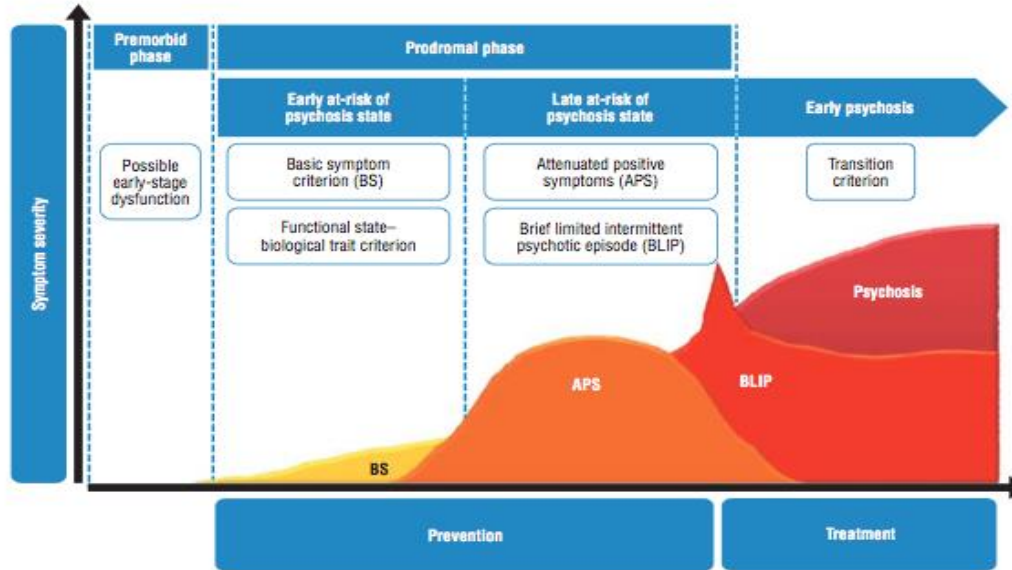 Premorbid
phase
Prodromal phase
Early at-risk of
psychosis state
Late at-risk of
psychosis state
Early psychosis
Possible
early-stage
dysfunction
Basic symptom
criterion (BS)
Functional state–
biological trait criterion
Attenuated positive
symptoms (APS)
Brief limited intermittent
psychotic episode (BLIP)
Transition
criterion
Symptom severity
Psychosis
APS
BLIP
BS
Prevention
Treatment